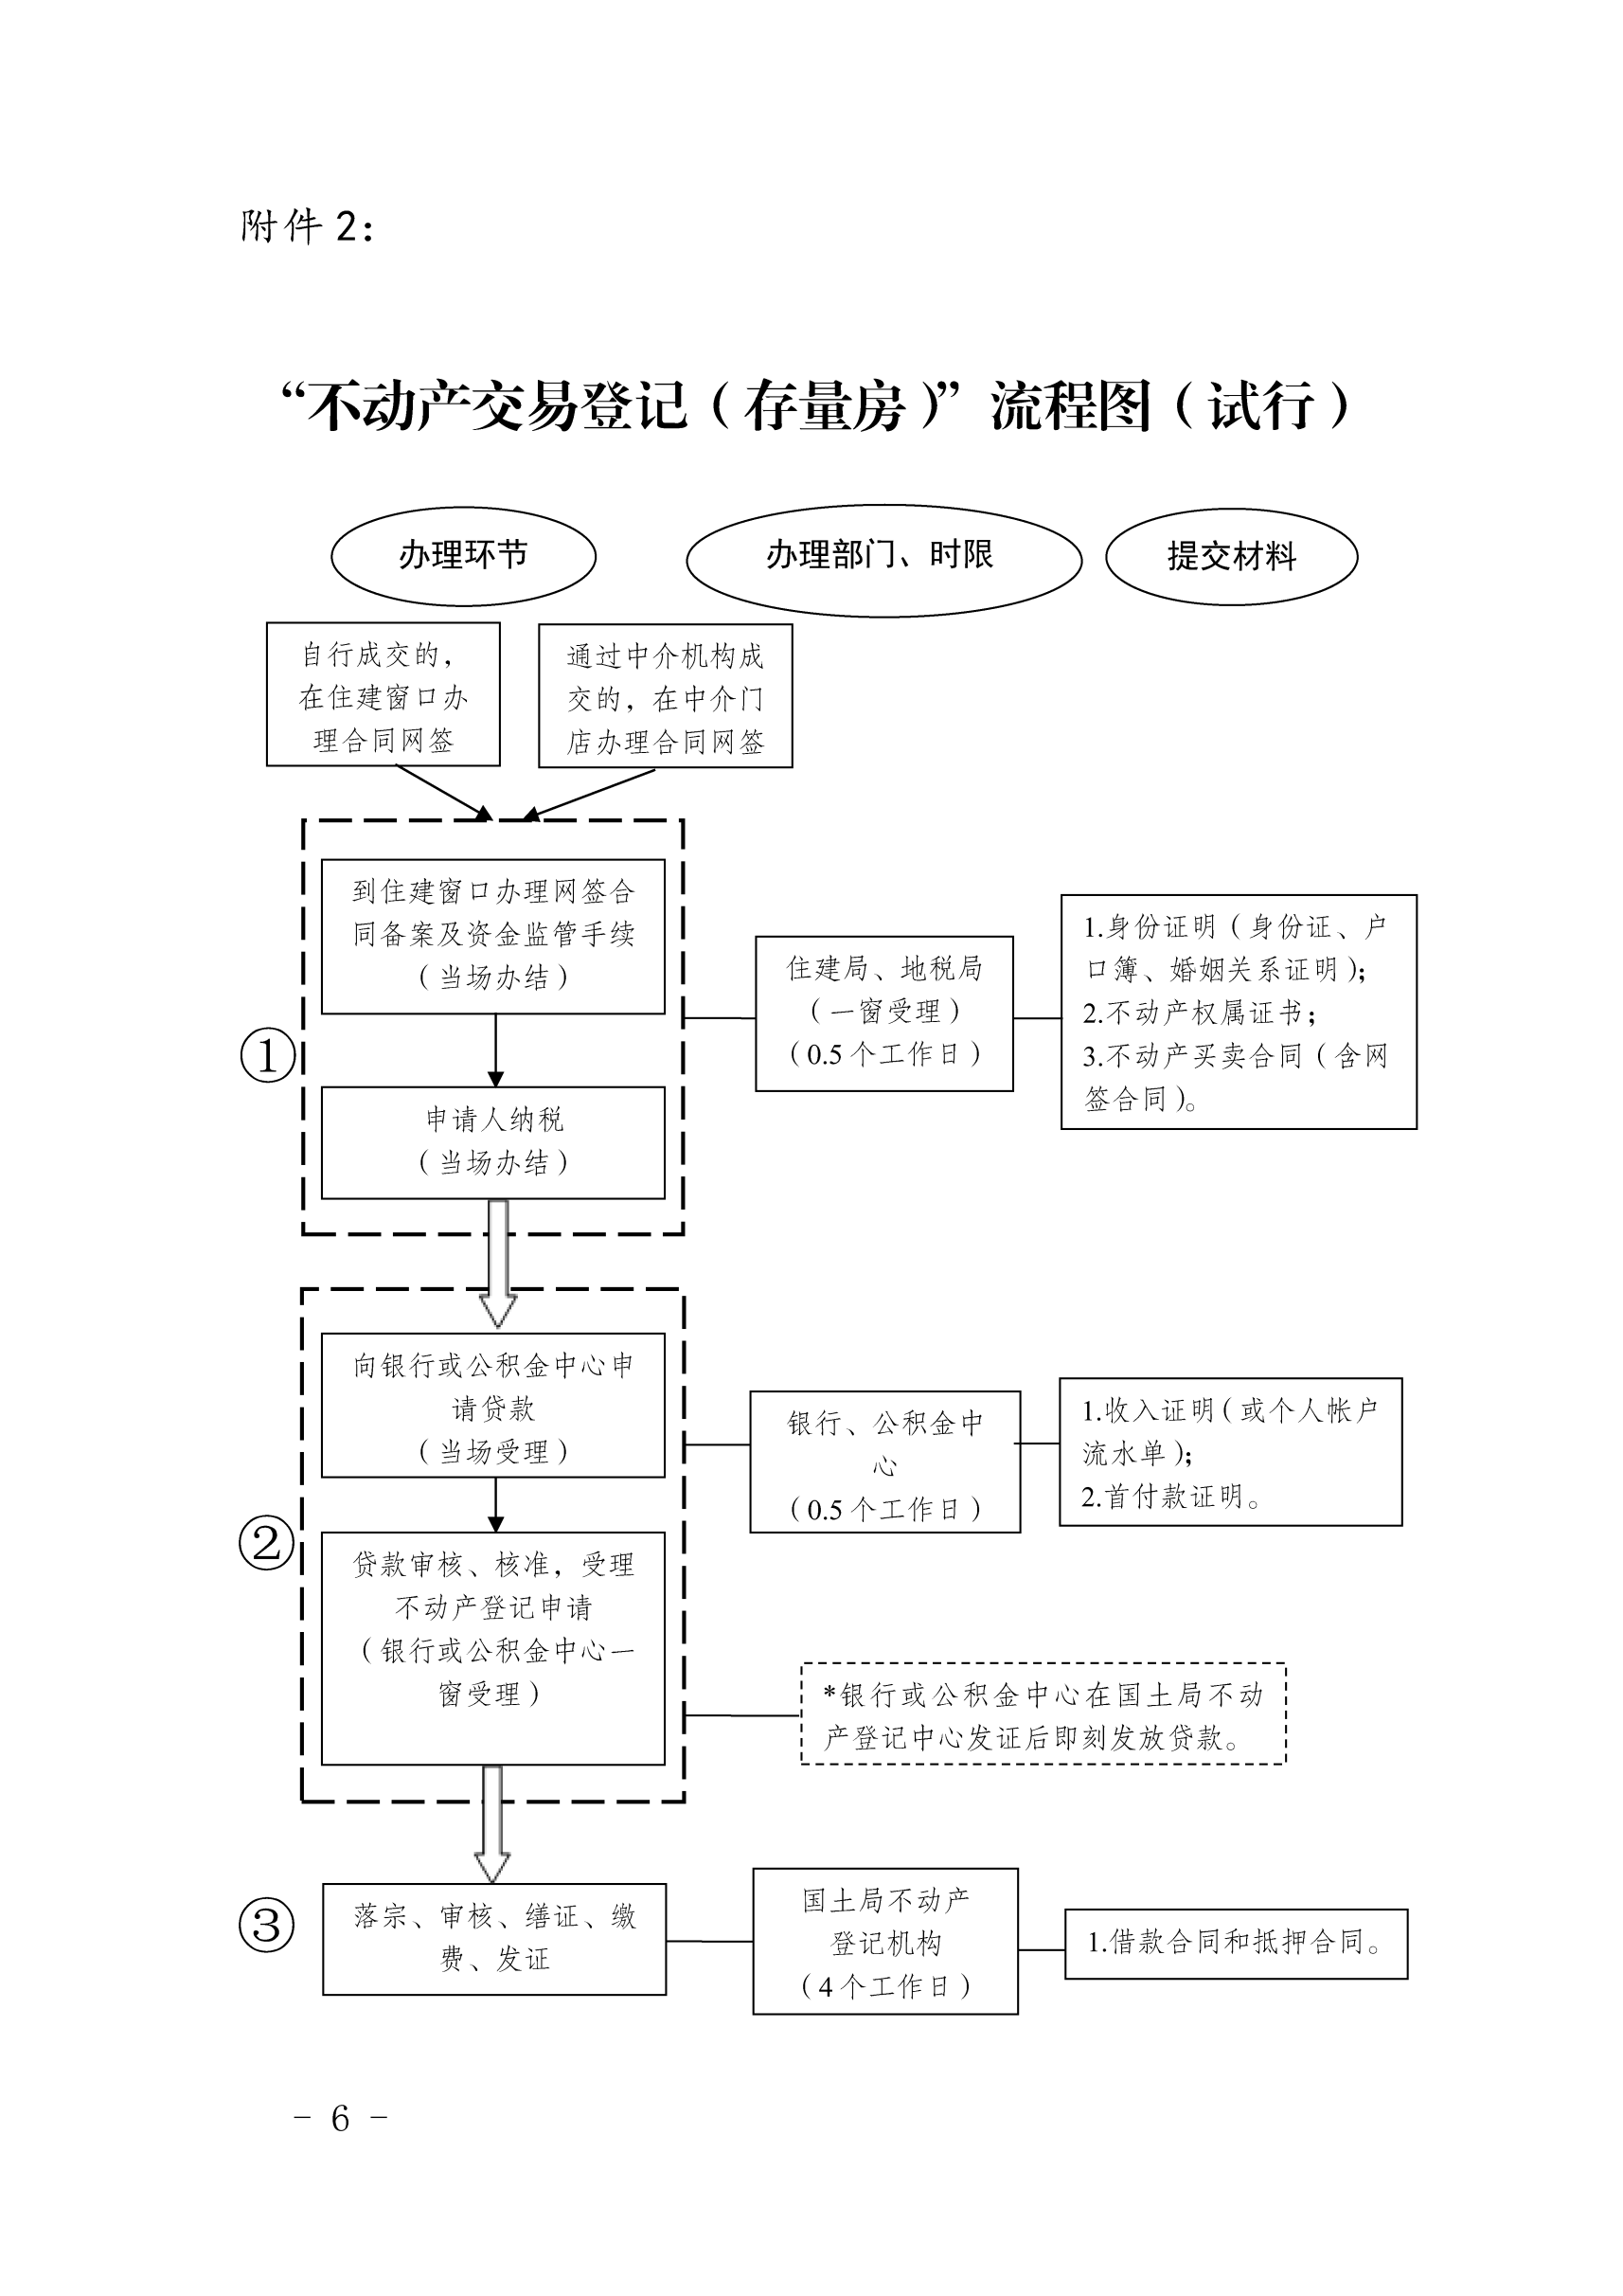 附件 2：
“不动产交易登记（存量房）”流程图（试行）
办理环节
办理部门、时限
提交材料
自行成交的，
在住建窗口办
理合同网签
通过中介机构成
交的，在中介门
店办理合同网签
①
到住建窗口办理网签合
同备案及资金监管手续
（当场办结）
申请人纳税
（当场办结）
住建局、地税局
（一窗受理）
（0.5 个工作日）
1.身份证明（身份证、户
口簿、婚姻关系证明）；
2.不动产权属证书；
3.不动产买卖合同（含网
签合同）。
②
向银行或公积金中心申
请贷款
（当场受理）
贷款审核、核准，受理
不动产登记申请
（银行或公积金中心一
窗受理）
银行、公积金中
心
（0.5 个工作日）
1.收入证明（或个人帐户
流水单）；
2.首付款证明。
*银行或公积金中心在国土局不动
产登记中心发证后即刻发放贷款。
③
落宗、审核、缮证、缴
费、发证
国土局不动产
登记机构
（4 个工作日）
1.借款合同和抵押合同。
－ 6 －